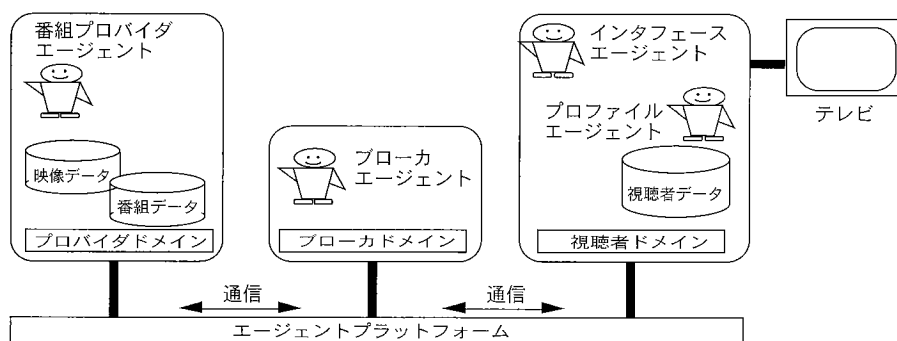 番組プロバイダ
エージェント
映像データ
番組データ
プロバイダドメイン
ブローカ
エージェント
ブローカドメイン
インタフェース
エージェント
プロファイル
エージェント
視聴者データ
視聴者ドメイン
テレビ
通信
通信
エージェントプラットフォーム